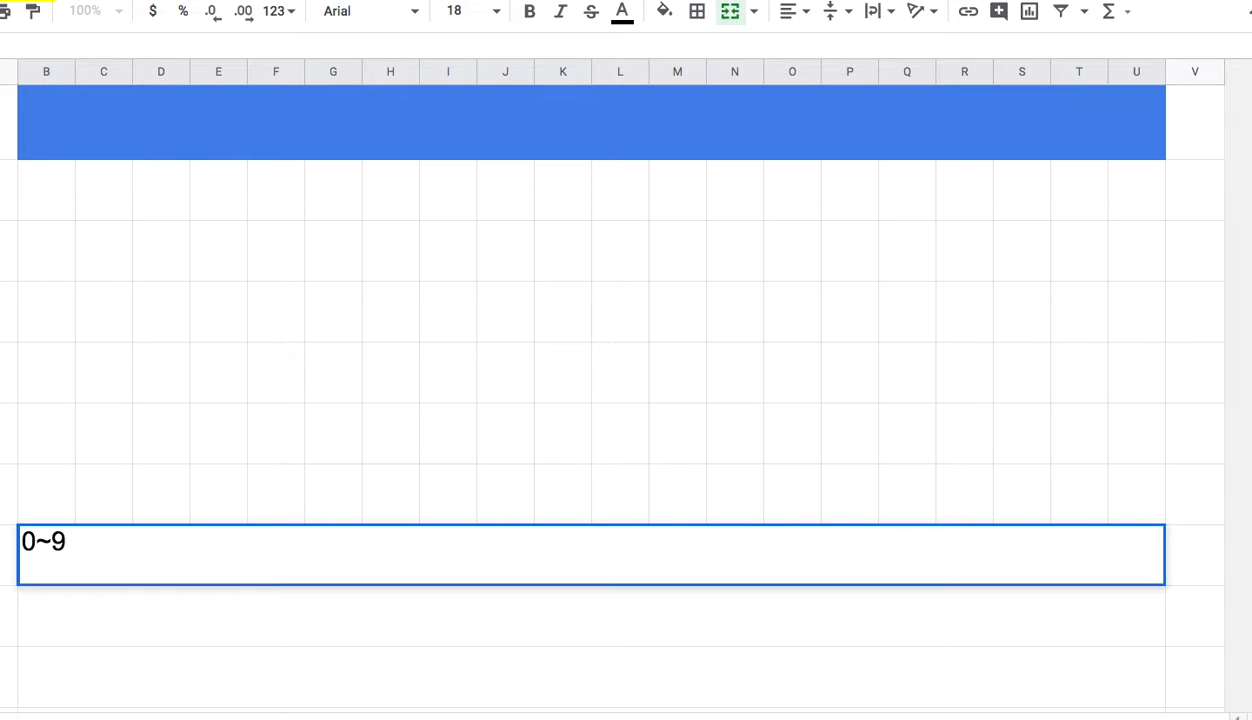 100% $ % .0 .00 123 Arial 18 B I S A Σ
B C D E F G H I J K L M N O P Q R S T U V
0~9